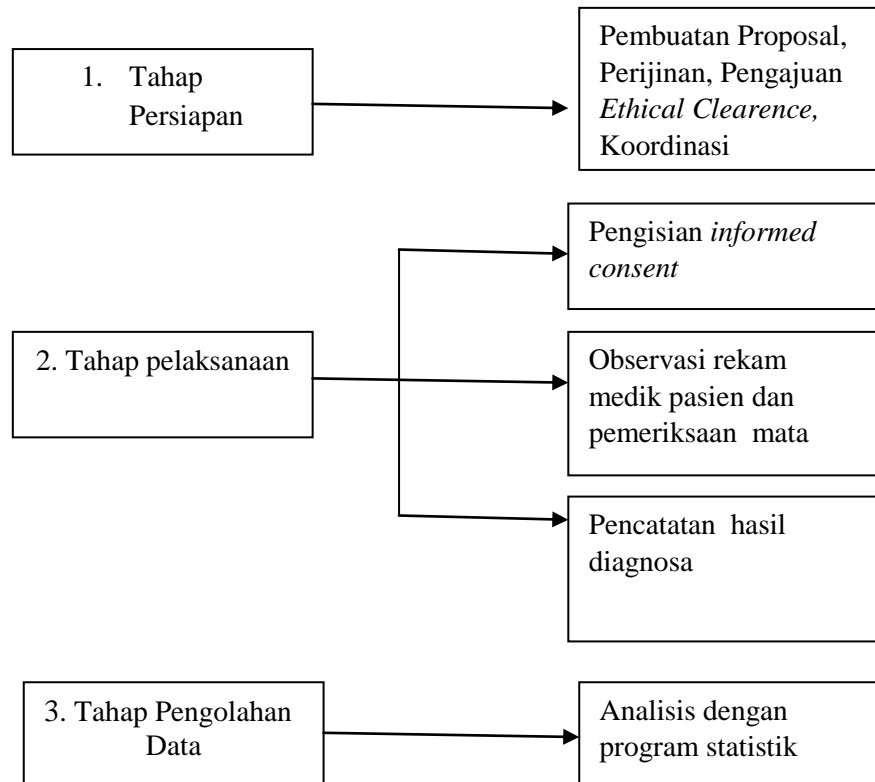 1. Tahap
Persiapan
Pembuatan Proposal,
Perijinan, Pengajuan
Ethical Clearence,
Koordinasi
2. Tahap pelaksanaan
Pengisian informed
consent
Observasi rekam
medik pasien dan
pemeriksaan mata
Pencatatan hasil
diagnosa
3. Tahap Pengolahan
Data
Analisis dengan
program statistik